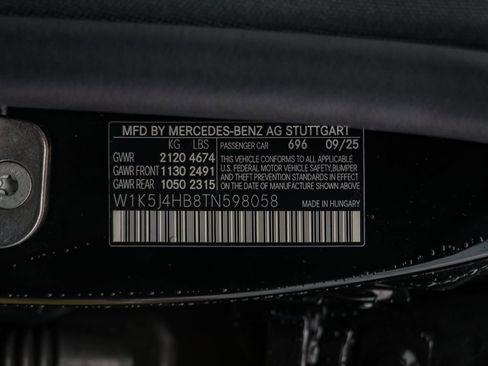 MFD BY MERCEDES-BENZ AG STUTTGART
KG LBS PASSENGER CAR 696 09/25
GVWR 2120 4674 THIS VEHICLE CONFORMS TO ALL APPLICABLE
GAWR FRONT 1130 2491 U.S. FEDERAL MOTOR VEHICLE SAFETY,BUMPER
GAWR REAR 1050 2315 AND THEFT PREVENTION STANDARDS IN EFFECT
ON THE DATE OF MANUFACTURE SHOWN ABOVE
W1K5J4HB8TN598058 MADE IN HUNGARY